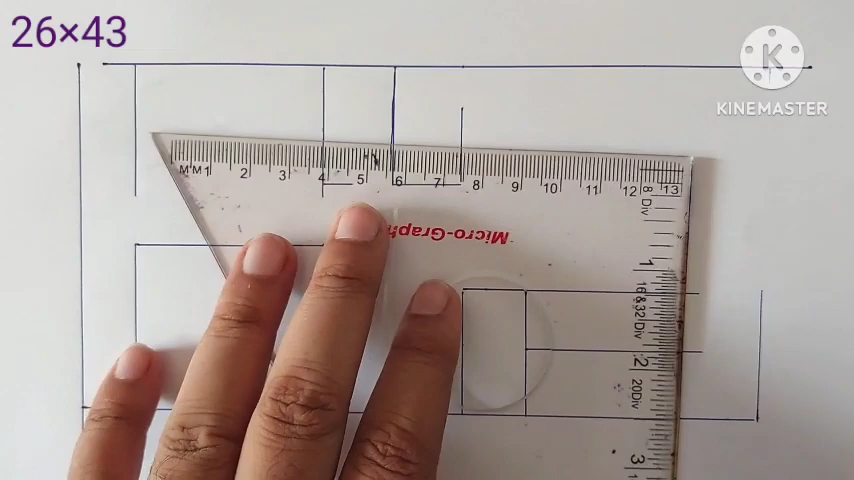 26×43
KINEMASTER
M'M 1 2 3 4 5 6 7 8 9 10 11 12 13
8 Div
Micro-Graph
1
16&32Div
2
20Div
3